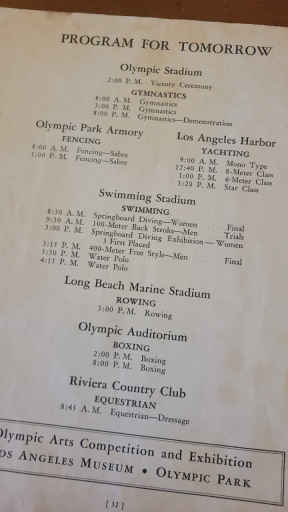 PROGRAM FOR TOMORROW
Olympic Stadium
2:00 P. M. Victory Ceremony
GYMNASTICS
8:00 A. M. Gymnastics
3:00 P. M. Gymnastics
8:00 P. M. Gymnastics—Demonstration
Olympic Park Armory
FENCING
8:00 A. M. Fencing—Sabre
1:00 P. M. Fencing—Sabre
Los Angeles Harbor
YACHTING
9:00 A. M. Mono Type
12:40 P. M. 8-Meter Class
1:00 P. M. 6-Meter Class
1:20 P. M. Star Class
Swimming Stadium
SWIMMING
8:30 A. M. Springboard Diving—Women Final
9:30 A. M. 100-Meter Back Stroke—Men Trials
3:00 P. M. Springboard Diving Exhibition—Women
3 First Placed
3:15 P. M. 400-Meter Free Style—Men Final
3:30 P. M. Water Polo
4:15 P. M. Water Polo
Long Beach Marine Stadium
ROWING
3:00 P. M. Rowing
Olympic Auditorium
BOXING
2:00 P. M. Boxing
8:00 P. M. Boxing
Riviera Country Club
EQUESTRIAN
8:45 A. M. Equestrian—Dressage
Olympic Arts Competition and Exhibition
LOS ANGELES MUSEUM • OLYMPIC PARK